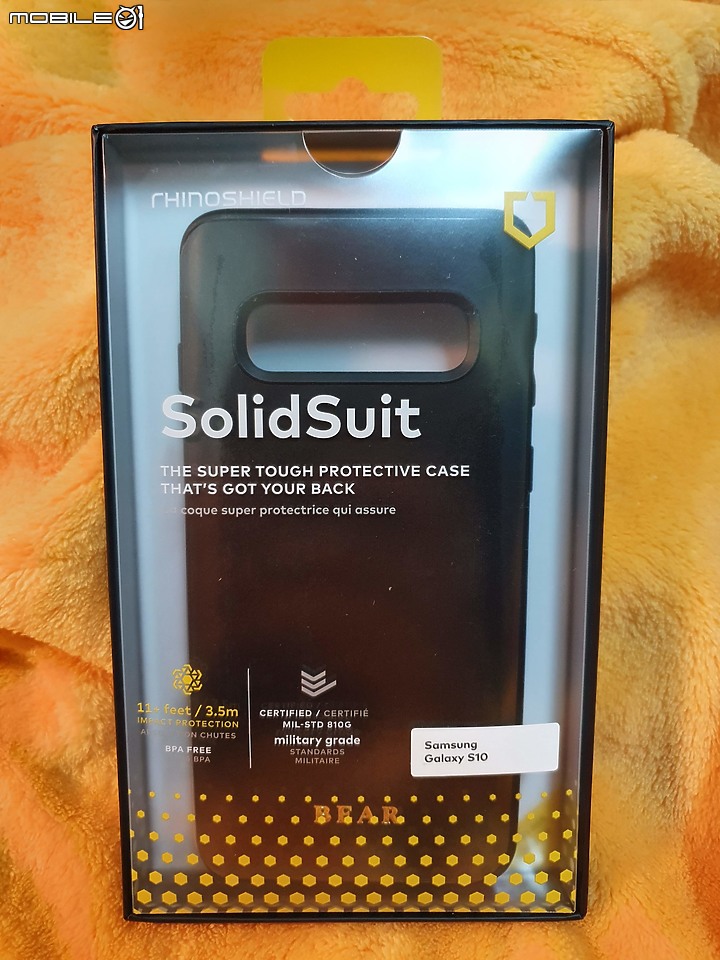 MOBILE01
RHINOSHIELD
SolidSuit
THE SUPER TOUGH PROTECTIVE CASE
THAT'S GOT YOUR BACK
coque super protectrice qui assure
11+ feet / 3.5m
IMPACT PROTECTION
CHUTES
BPA FREE
BPA
CERTIFIED / CERTIFIÉ
MIL-STD 810G
military grade
STANDARDS
MILITAIRE
Samsung
Galaxy S10
BEAR